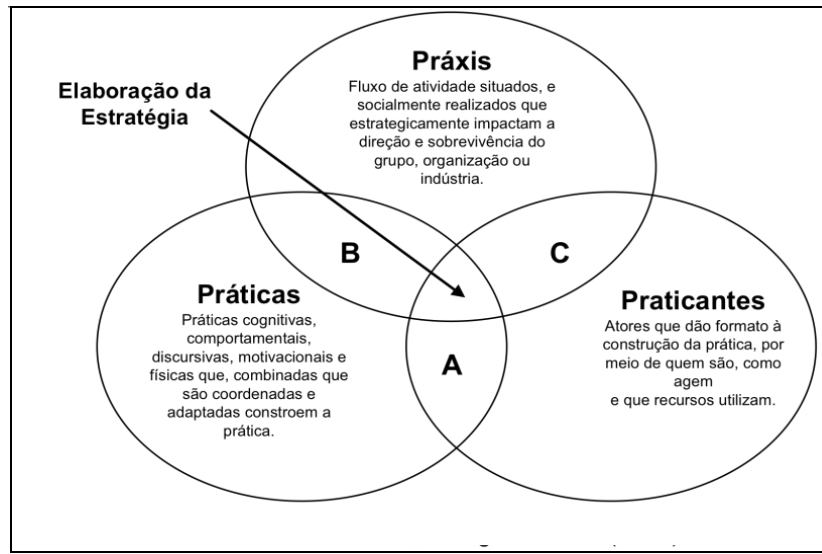 Práxis
Fluxo de atividade situados, e
socialmente realizados que
estrategicamente impactam a
direção e sobrevivência do
grupo, organização ou
indústria.
Elaboração da
Estratégia
B
C
Práticas
Práticas cognitivas,
comportamentais,
discursivas, motivacionais e
físicas que, combinadas que
são coordenadas e
adaptadas constroem a
prática.
Praticantes
Atores que dão formato à
construção da prática, por
meio de quem são, como
agem
e que recursos utilizam.
A